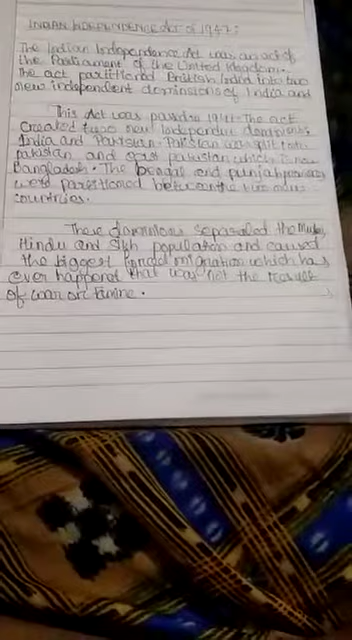 INDIAN INDEPENDENCE Act of 1947:
The Indian Independence Act was an act of
the Parliament of the United Kingdom.
The act partitiond British India into two
new independent dominions of India and
This Act was passd in 1947. The act
created two new Independent dominions
India and Pakistan. Pakistan was split into
pakistan and east pakistan which is now
Bangladesh. The bengal and punjab provinces
were partitioned between the two new
countries.
These dominions separated the Muslim,
Hindu and Sikh population and caused
the biggest forced migration which has
ever happend that was not the result
of war or famine.